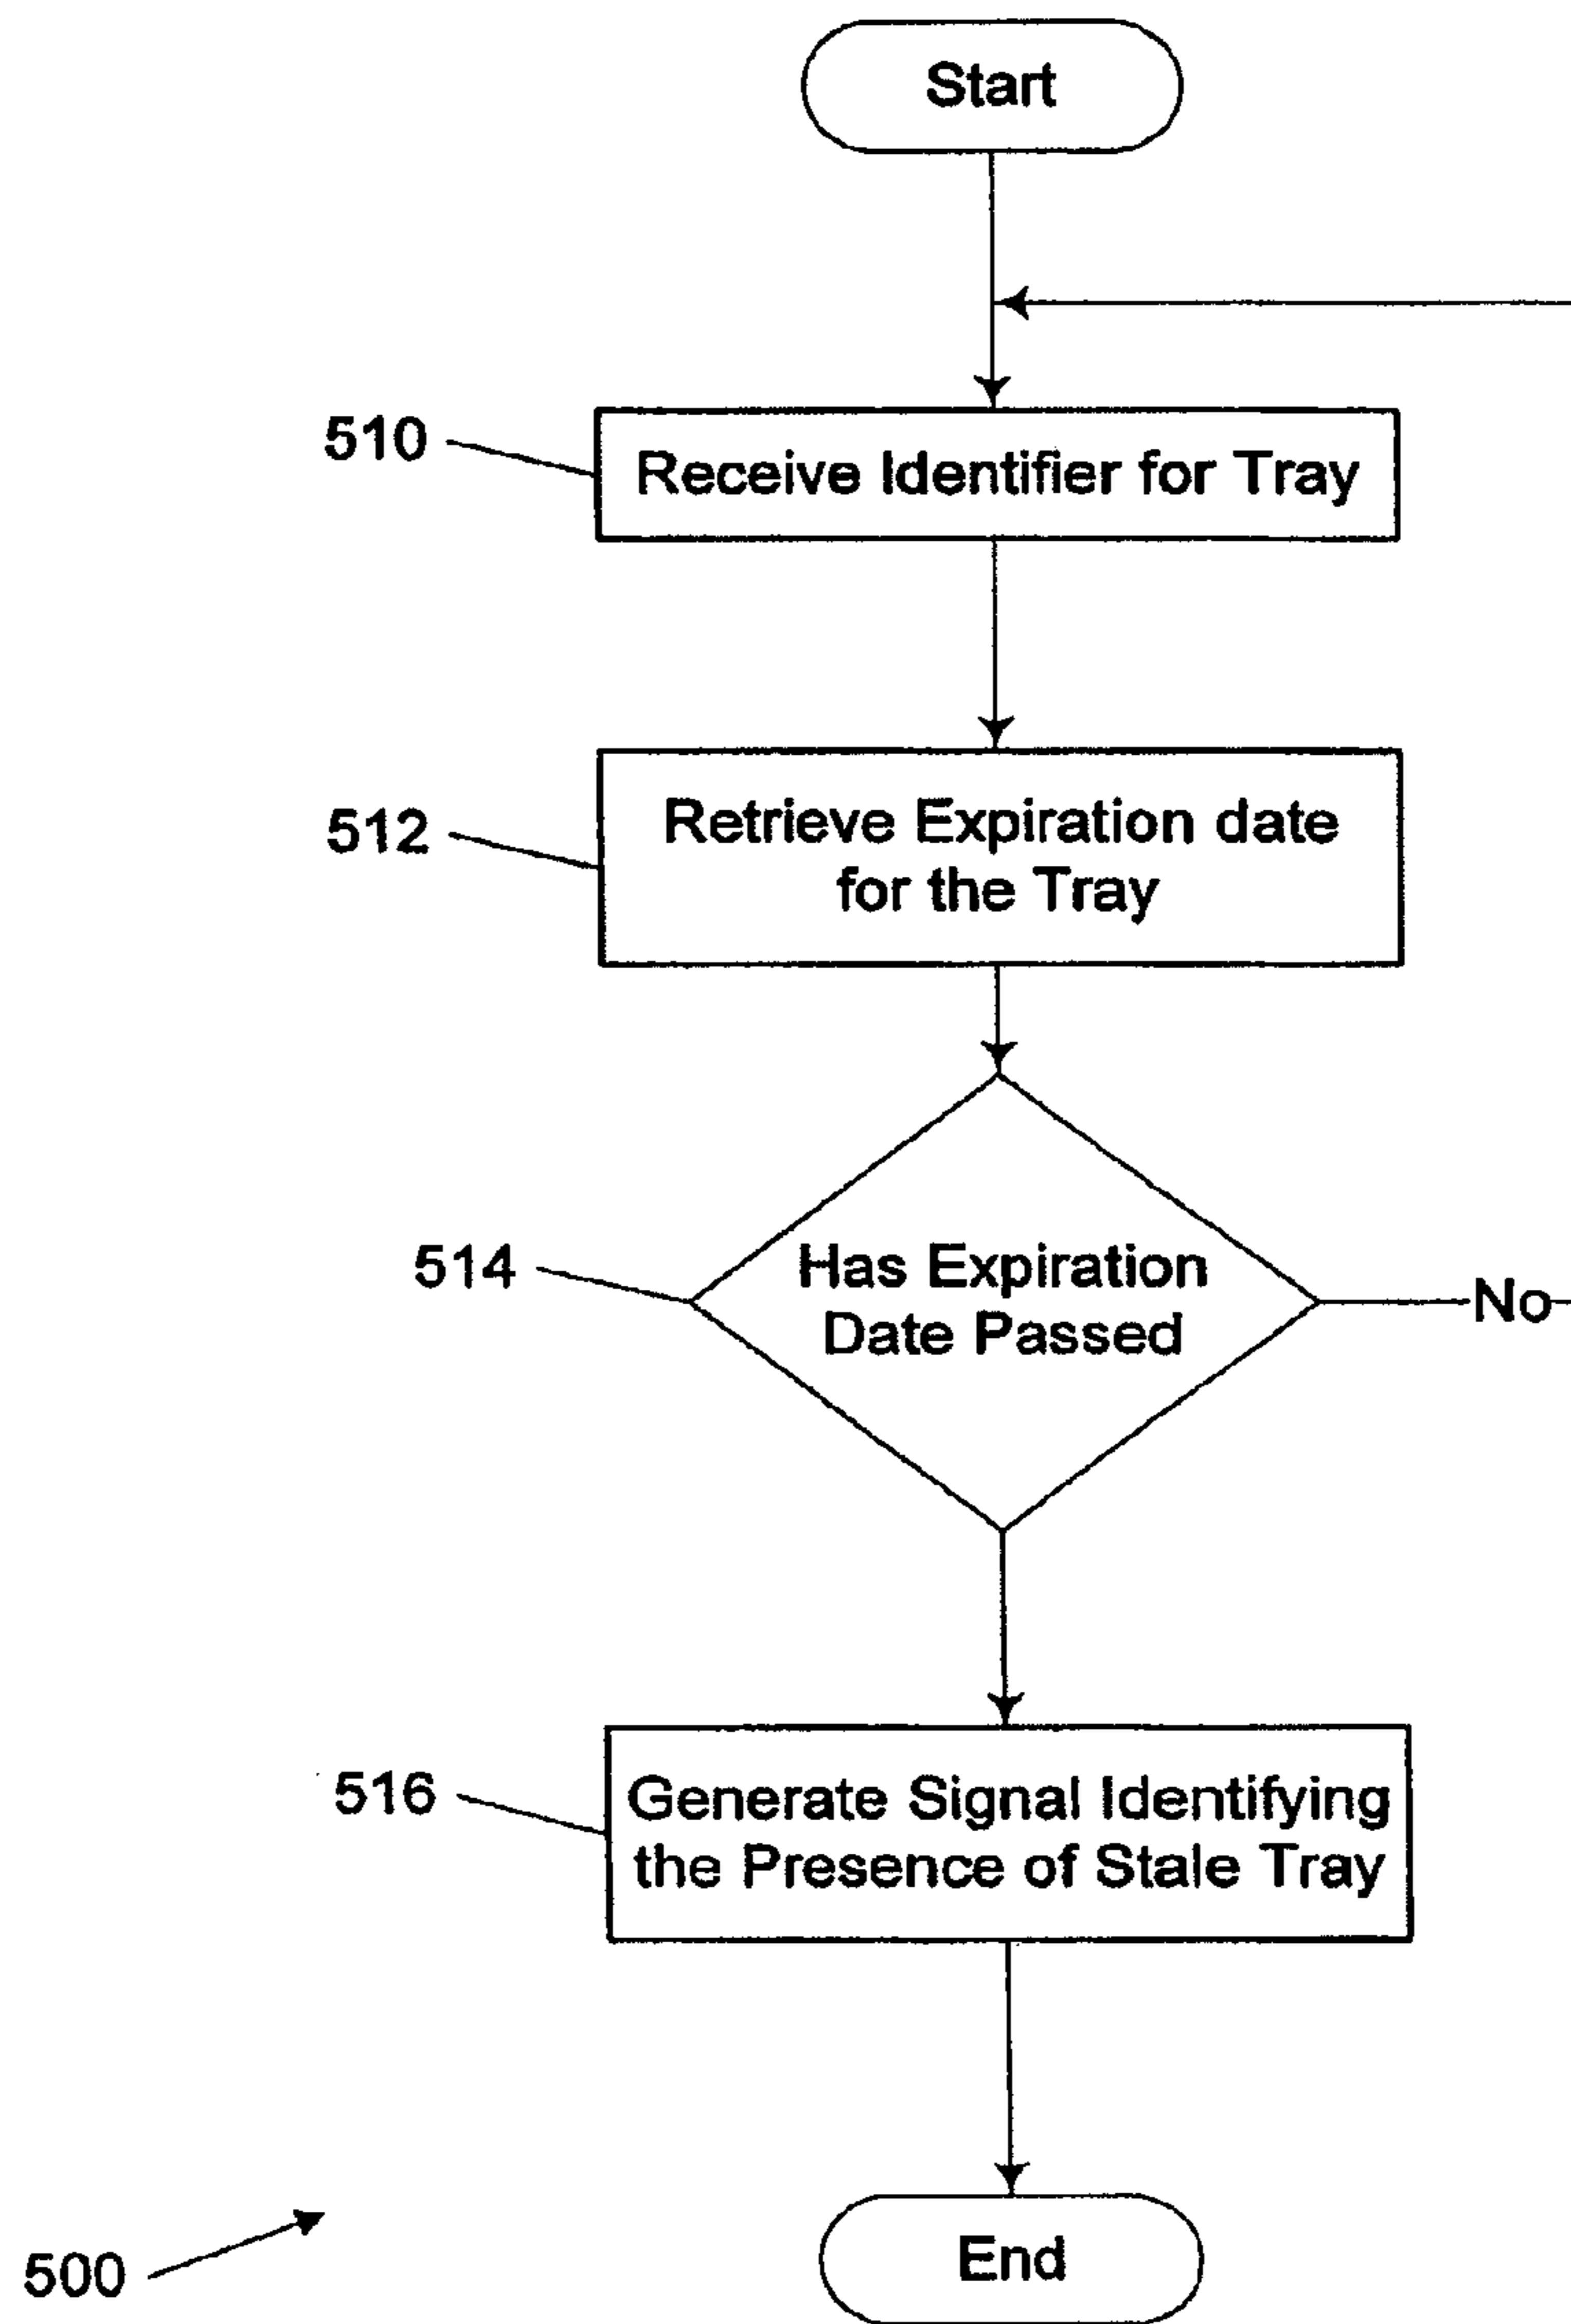 Start
510
Receive Identifier for Tray
512
Retrieve Expiration date
for the Tray
514
Has Expiration
Date Passed
No
516
Generate Signal Identifying
the Presence of Stale Tray
500
End